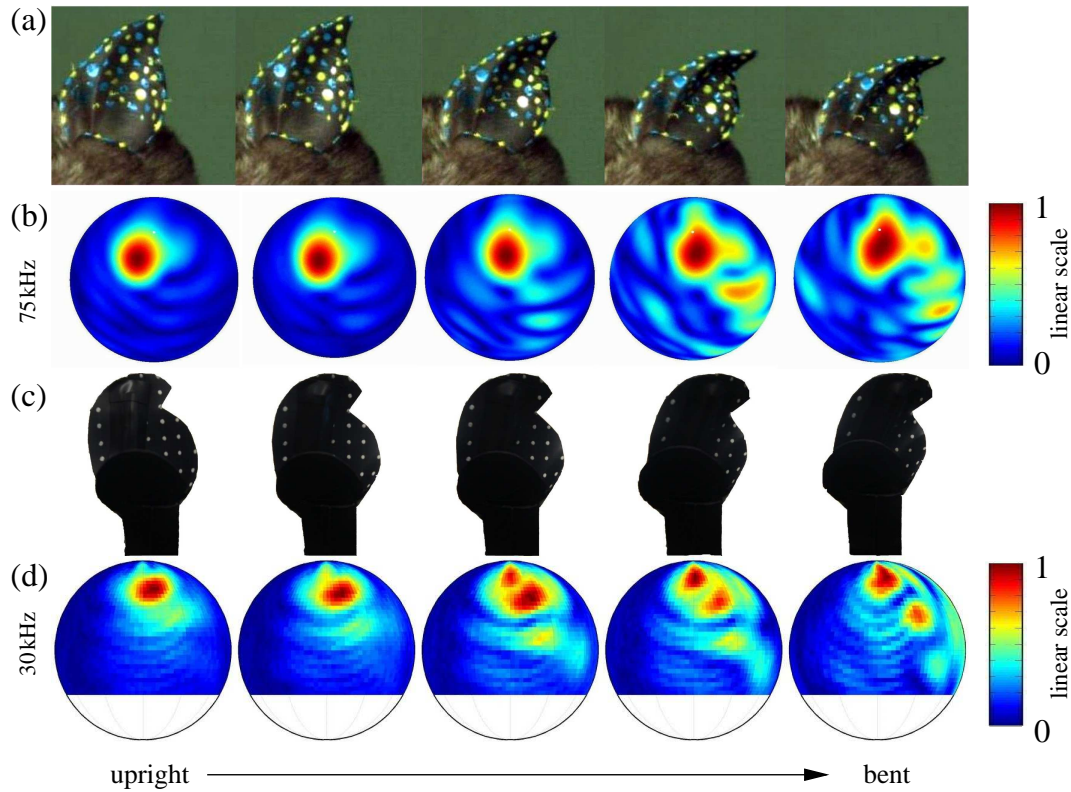 (a)
(b)
75kHz
1
0
linear scale
(c)
(d)
30kHz
1
0
linear scale
upright
bent